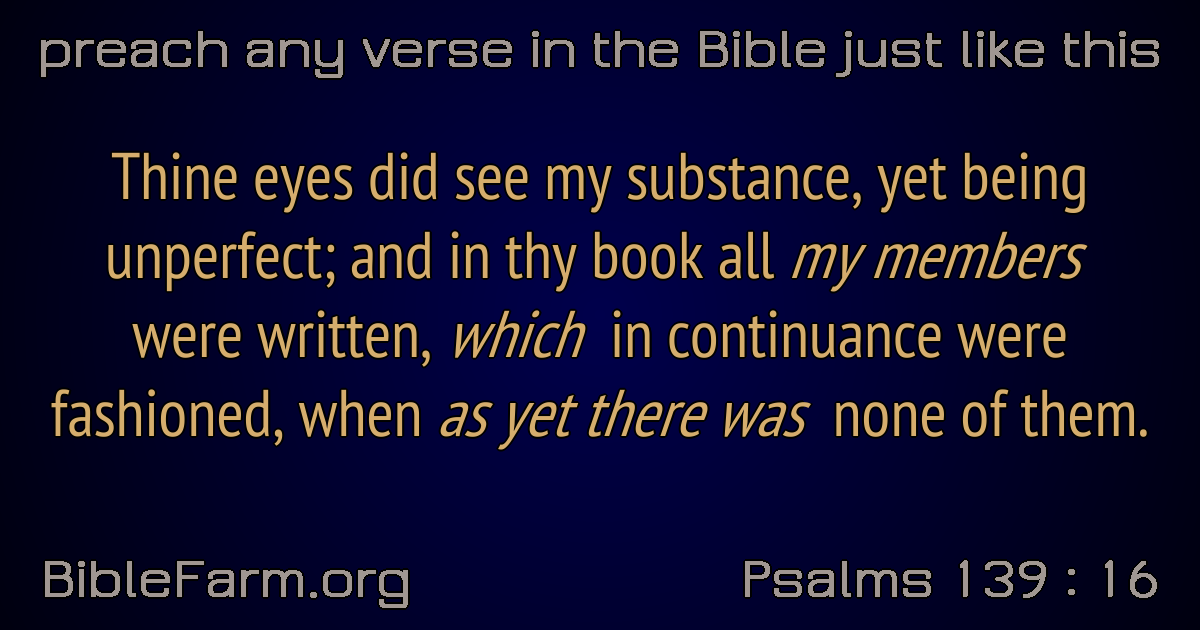 preach any verse in the Bible just like this
Thine eyes did see my substance, yet being
unperfect; and in thy book all my members
were written, which in continuance were
fashioned, when as yet there was none of them.
BibleFarm.org
Psalms 139 : 16